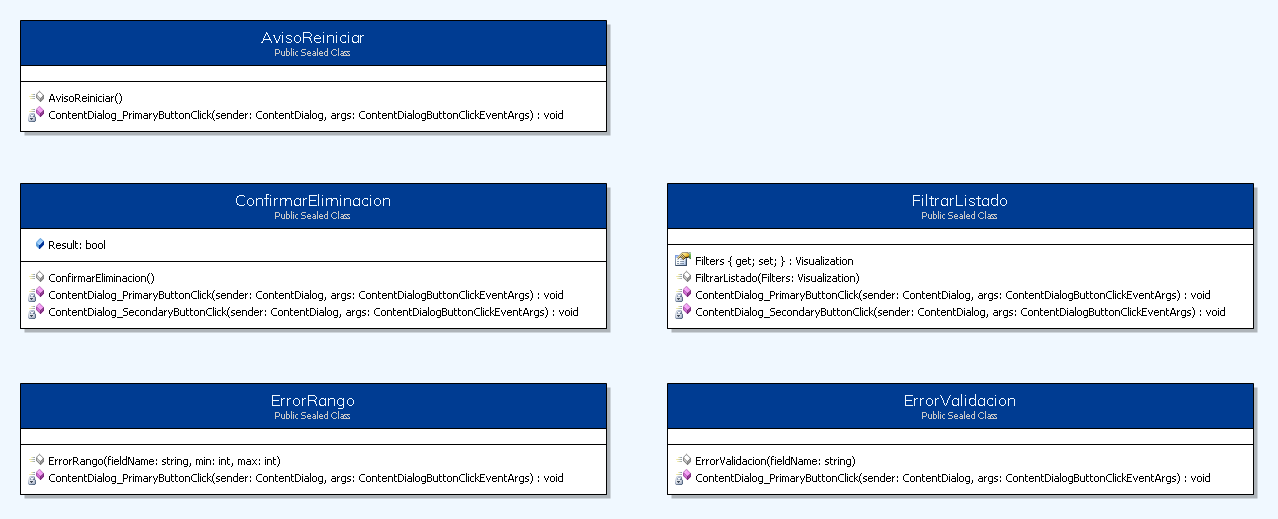 AvisoReiniciar
Public Sealed Class
AvisoReiniciar()
ContentDialog_PrimaryButtonClick(sender: ContentDialog, args: ContentDialogButtonClickEventArgs) : void
ConfirmarEliminacion
Public Sealed Class
Result: bool
ConfirmarEliminacion()
ContentDialog_PrimaryButtonClick(sender: ContentDialog, args: ContentDialogButtonClickEventArgs) : void
ContentDialog_SecondaryButtonClick(sender: ContentDialog, args: ContentDialogButtonClickEventArgs) : void
FiltrarListado
Public Sealed Class
Filters { get; set; } : Visualization
FiltrarListado(Filters: Visualization)
ContentDialog_PrimaryButtonClick(sender: ContentDialog, args: ContentDialogButtonClickEventArgs) : void
ContentDialog_SecondaryButtonClick(sender: ContentDialog, args: ContentDialogButtonClickEventArgs) : void
ErrorRango
Public Sealed Class
ErrorRango(fieldName: string, min: int, max: int)
ContentDialog_PrimaryButtonClick(sender: ContentDialog, args: ContentDialogButtonClickEventArgs) : void
ErrorValidacion
Public Sealed Class
ErrorValidacion(fieldName: string)
ContentDialog_PrimaryButtonClick(sender: ContentDialog, args: ContentDialogButtonClickEventArgs) : void